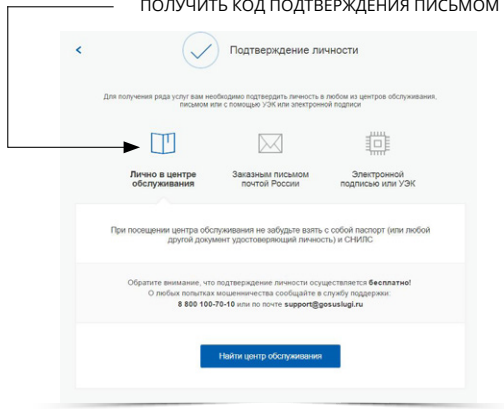 ПОЛУЧИТЬ КОД ПОДТВЕРЖДЕНИЯ ПИСЬМОМ
Подтверждение личности
Для получения ряда услуг вам необходимо подтвердить личность в любом из центров обслуживания,
письмом или с помощью УЭК или электронной подписи
Лично в центре
обслуживания
Заказным письмом
почтой России
Электронной
подписью или УЭК
При посещении центра обслуживания не забудьте взять с собой паспорт (или любой
другой документ удостоверяющий личность) и СНИЛС
Обратите внимание, что подтверждение личности осуществляется бесплатно!
О любых попытках мошенничества сообщайте в службу поддержки:
8 800 100-70-10 или по почте support@gosuslugi.ru
Найти центр обслуживания